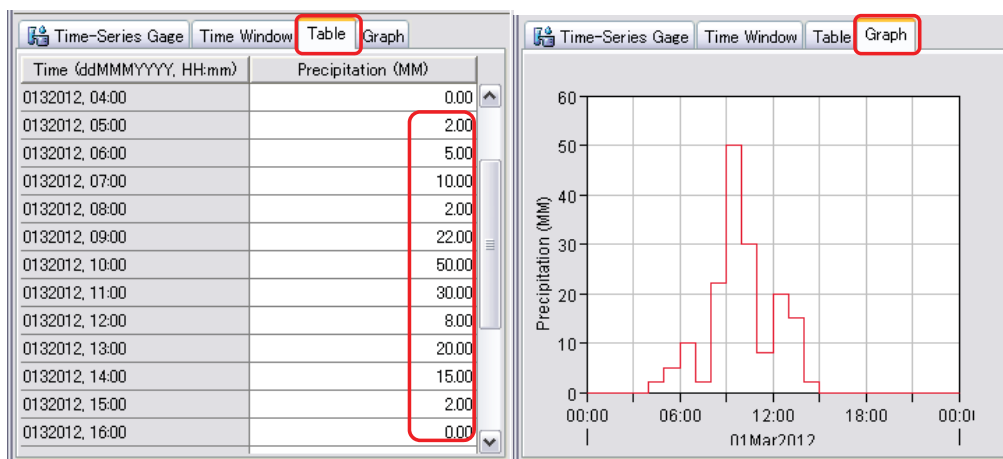 Time-Series Gage Time Window Table Graph
Time (ddMMMYYYY, HH:mm) Precipitation (MM)
0132012, 04:00 0.00
0132012, 05:00 2.00
0132012, 06:00 5.00
0132012, 07:00 10.00
0132012, 08:00 2.00
0132012, 09:00 22.00
0132012, 10:00 50.00
0132012, 11:00 30.00
0132012, 12:00 8.00
0132012, 13:00 20.00
0132012, 14:00 15.00
0132012, 15:00 2.00
0132012, 16:00 0.00
Time-Series Gage Time Window Table Graph
Precipitation (MM)
60
50
40
30
20
10
0
00:00 06:00 12:00 18:00 00:0
01Mar2012